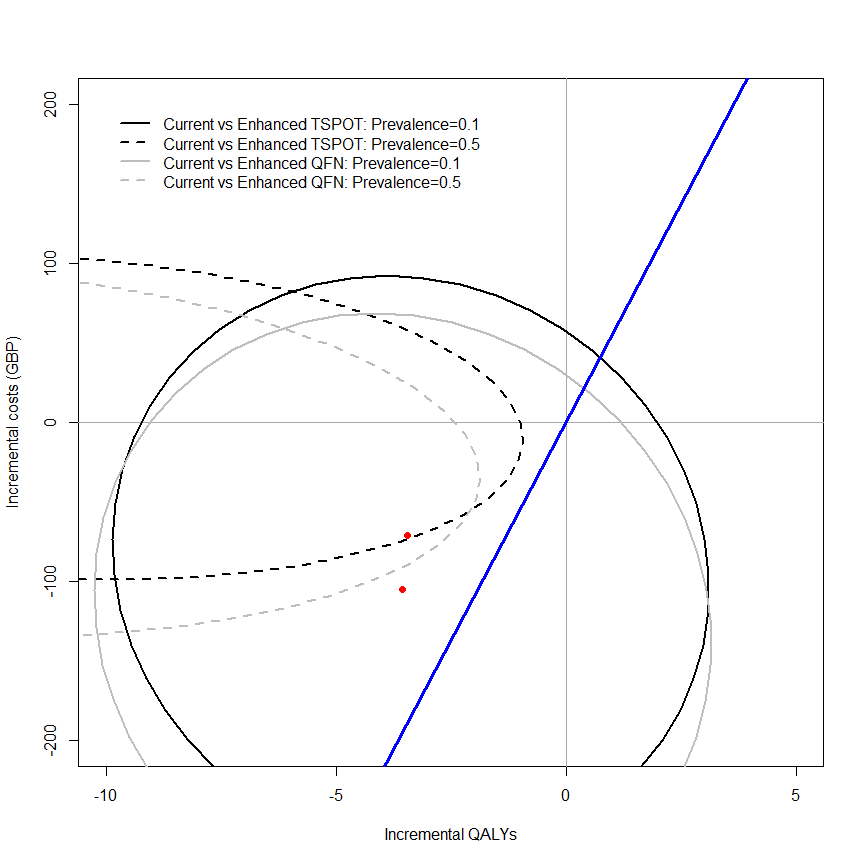 Current vs Enhanced TSPOT: Prevalence=0.1
Current vs Enhanced TSPOT: Prevalence=0.5
Current vs Enhanced QFN: Prevalence=0.1
Current vs Enhanced QFN: Prevalence=0.5
200
100
0
-100
-200
Incremental costs (GBP)
-10
-5
0
5
Incremental QALYs